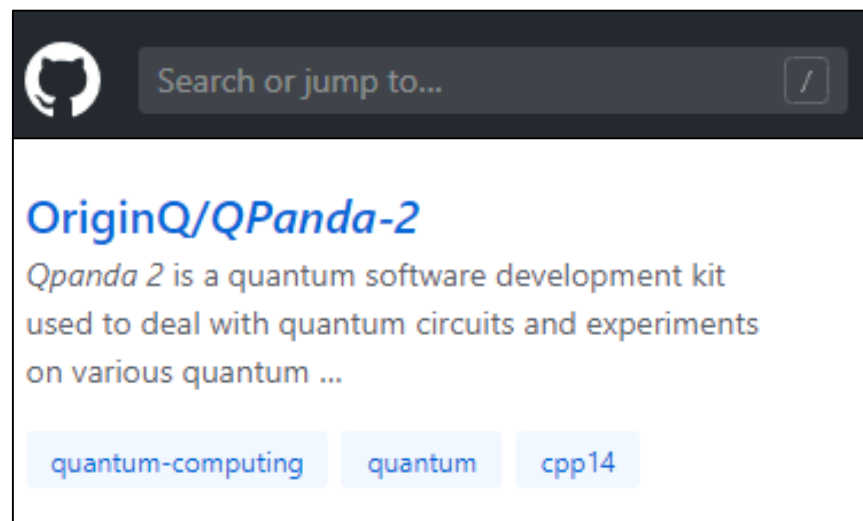 Search or jump to...
/
OriginQ/QPanda-2
Qpanda 2 is a quantum software development kit
used to deal with quantum circuits and experiments
on various quantum ...
quantum-computing quantum cpp14